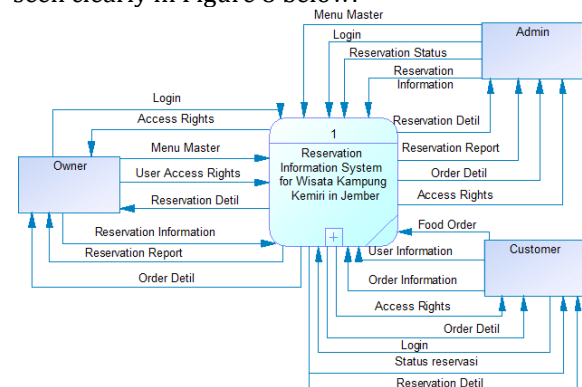 seen clearly in Figure 8 below.
Menu Master
Login
Reservation Status
Reservation
Information
Admin
Reservation Detil
Reservation Report
Order Detil
Access Rights
Login
Access Rights
Menu Master
User Access Rights
Reservation Detil
Reservation Information
Reservation Report
Order Detil
Owner
1
Reservation
Information System
for Wisata Kampung
Kemiri in Jember
Food Order
User Information
Order Information
Access Rights
Order Detil
Login
Status reservasi
Reservation Detil
Customer